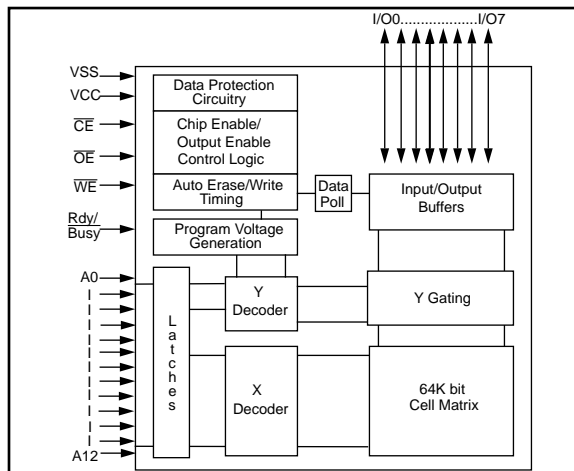 I/O0...................I/O7
VSS
VCC
CE
OE
WE
Rdy/
Busy
A0
A12
Data Protection
Circuitry
Chip Enable/
Output Enable
Control Logic
Auto Erase/Write
Timing
Data
Poll
Input/Output
Buffers
Program Voltage
Generation
Latches
Y
Decoder
Y Gating
X
Decoder
64K bit
Cell Matrix